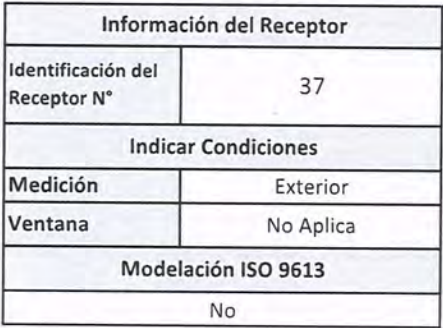 Información del Receptor
Identificación del
Receptor N° 37
Indicar Condiciones
Medición Exterior
Ventana No Aplica
Modelación ISO 9613
No